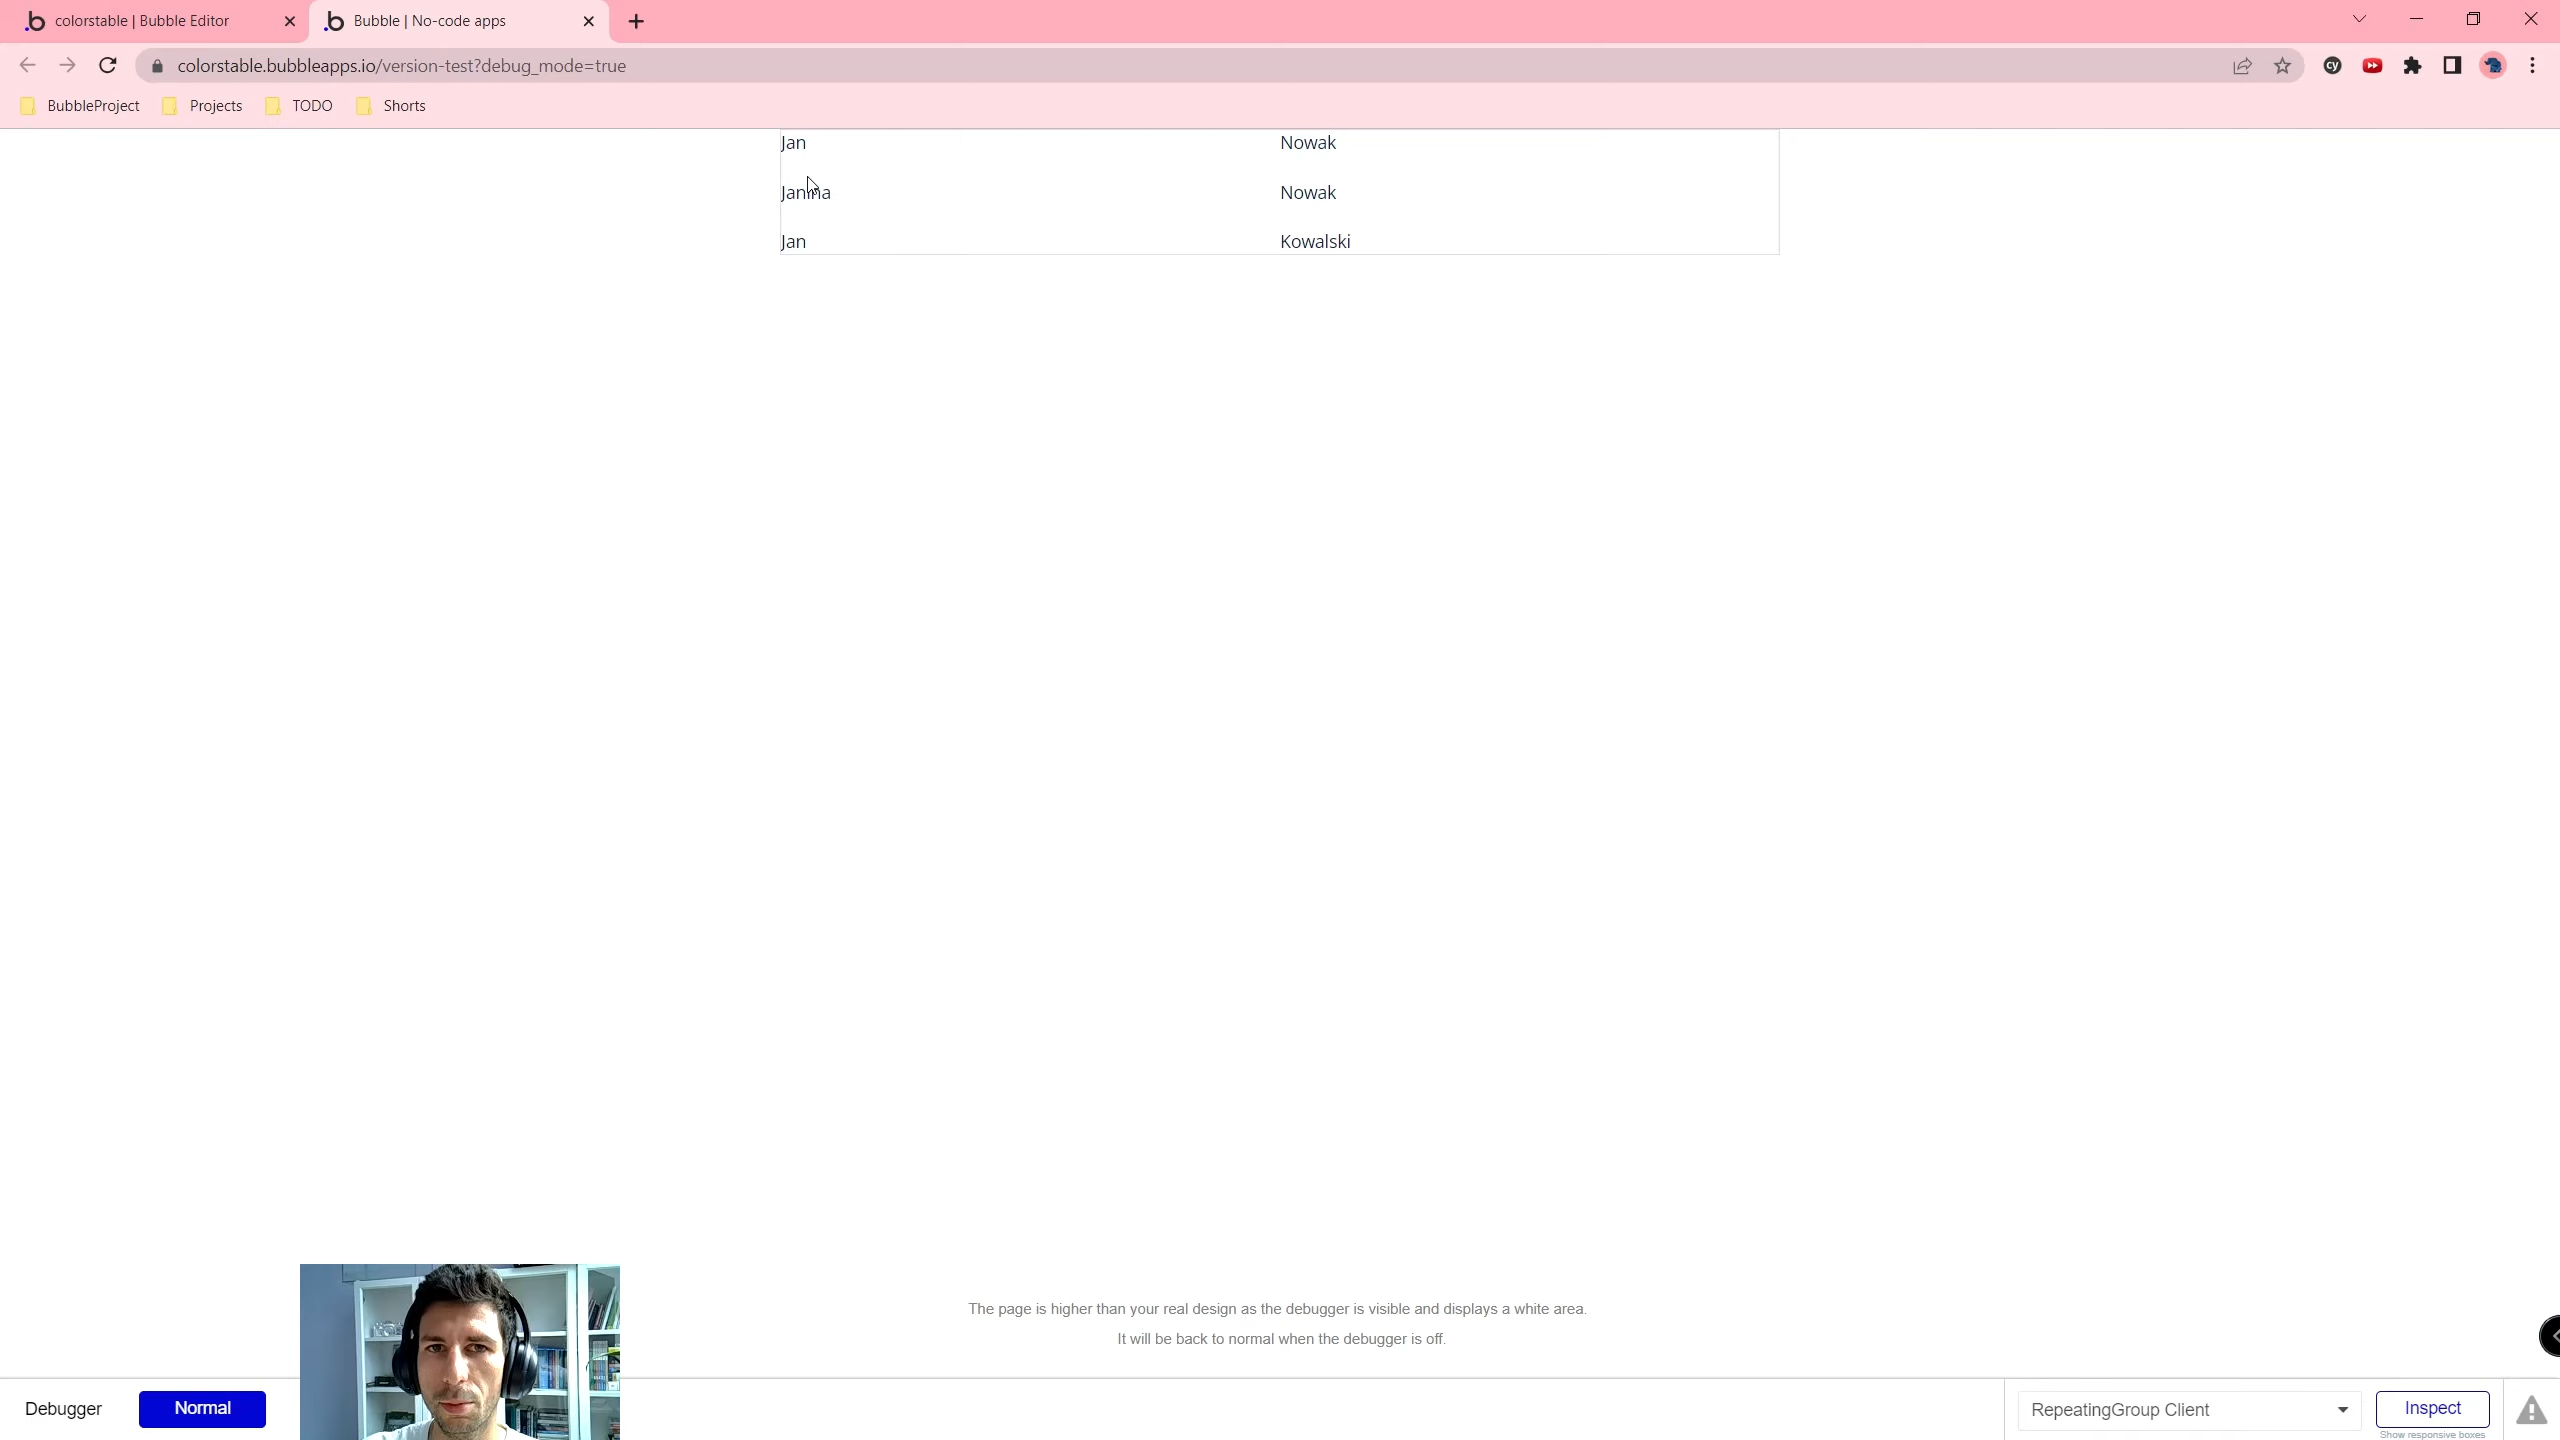 colorstable | Bubble Editor
Bubble | No-code apps
colorstable.bubbleapps.io/version-test?debug_mode=true
BubbleProject Projects TODO Shorts
Jan Nowak
Janina Nowak
Jan Kowalski
The page is higher than your real design as the debugger is visible and displays a white area.
It will be back to normal when the debugger is off.
Debugger Normal
RepeatingGroup Client Inspect
Show responsive boxes